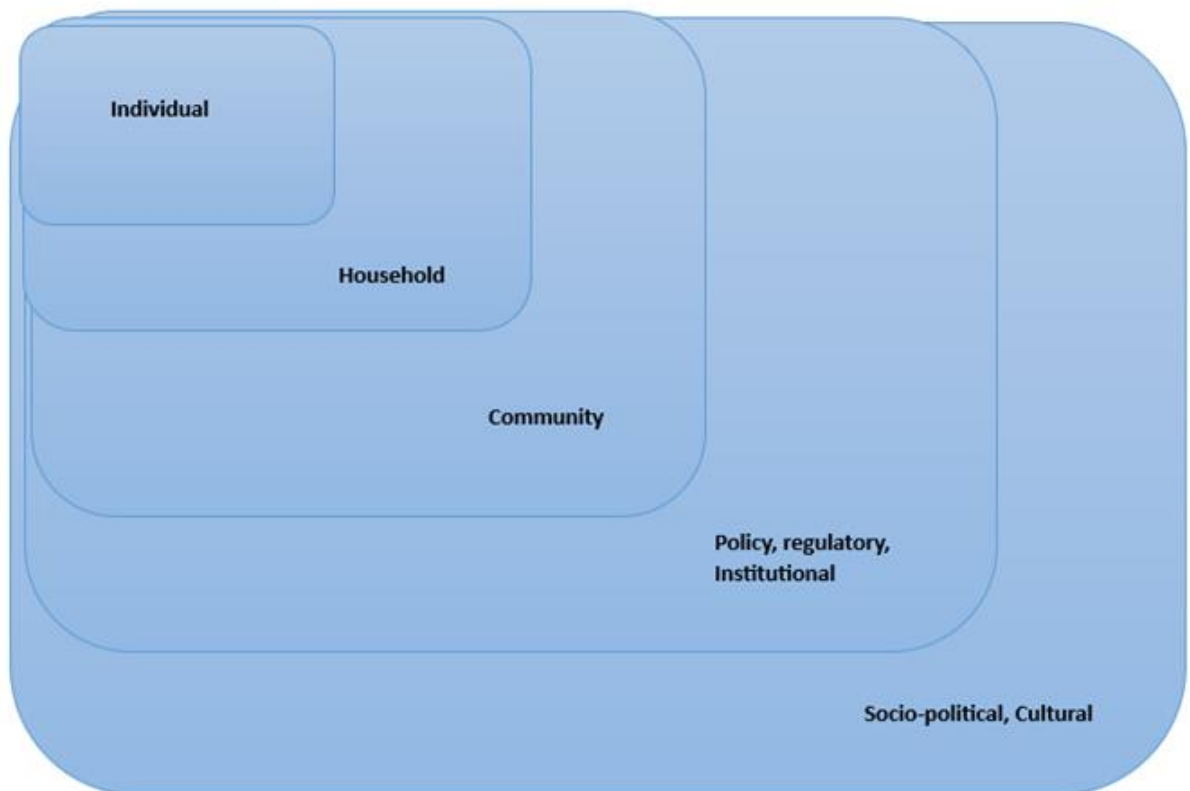 Individual
Household
Community
Policy, regulatory,
Institutional
Socio-political, Cultural